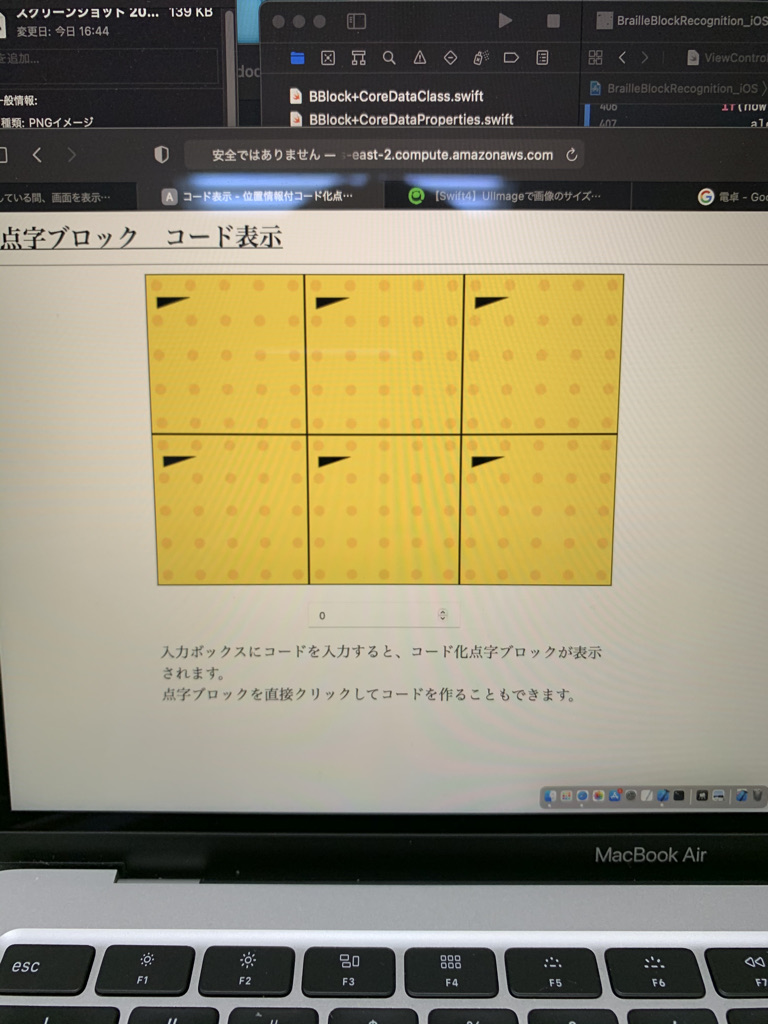 スクリーンショット 20... 139 KB
変更日: 今日 16:44
を追加...
一般情報:
種類: PNGイメージ
doc
BrailleBlockRecognition_iOS
ViewControl
BrailleBlockRecognition_iOS
BBlock+CoreDataClass.swift
BBlock+CoreDataProperties.swift
406
407
安全ではありません — -east-2.compute.amazonaws.com
している間、画面を表示…
A コード表示 - 位置情報付コード化点…
【Swift4】UIImageで画像のサイズ…
G 電卓 - Goo
点字ブロック　コード表示
0
入力ボックスにコードを入力すると、コード化点字ブロックが表示
されます。
点字ブロックを直接クリックしてコードを作ることもできます。
MacBook Air
esc F1 F2 F3 F4 F5 F6 F7